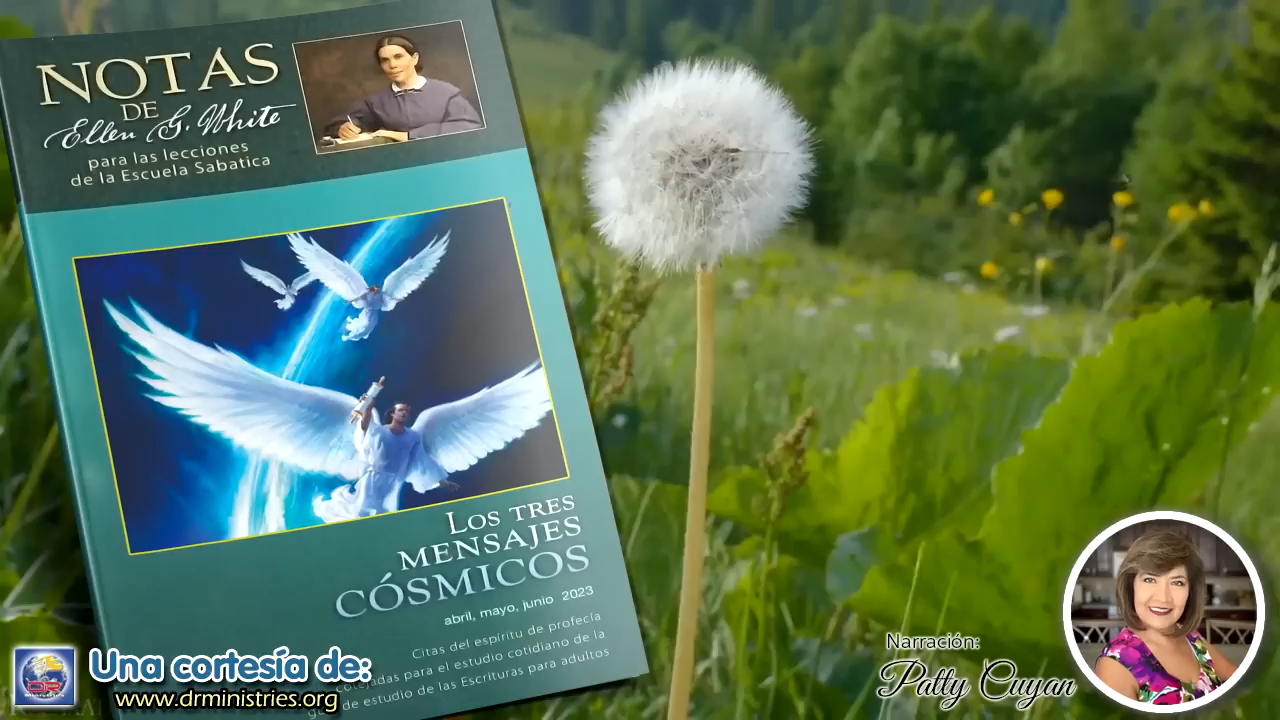 NOTAS
DE
Ellen G. White
para las lecciones
de la Escuela Sabatica
LOS TRES
MENSAJES
CÓSMICOS
abril, mayo, junio 2023
Citas del espíritu de profecía
cotejadas para el estudio cotidiano de la
de estudio de las Escrituras para adultos
Una cortesía de:
www.drministries.org
DR
Ministries
Narración:
Patty Cuyan